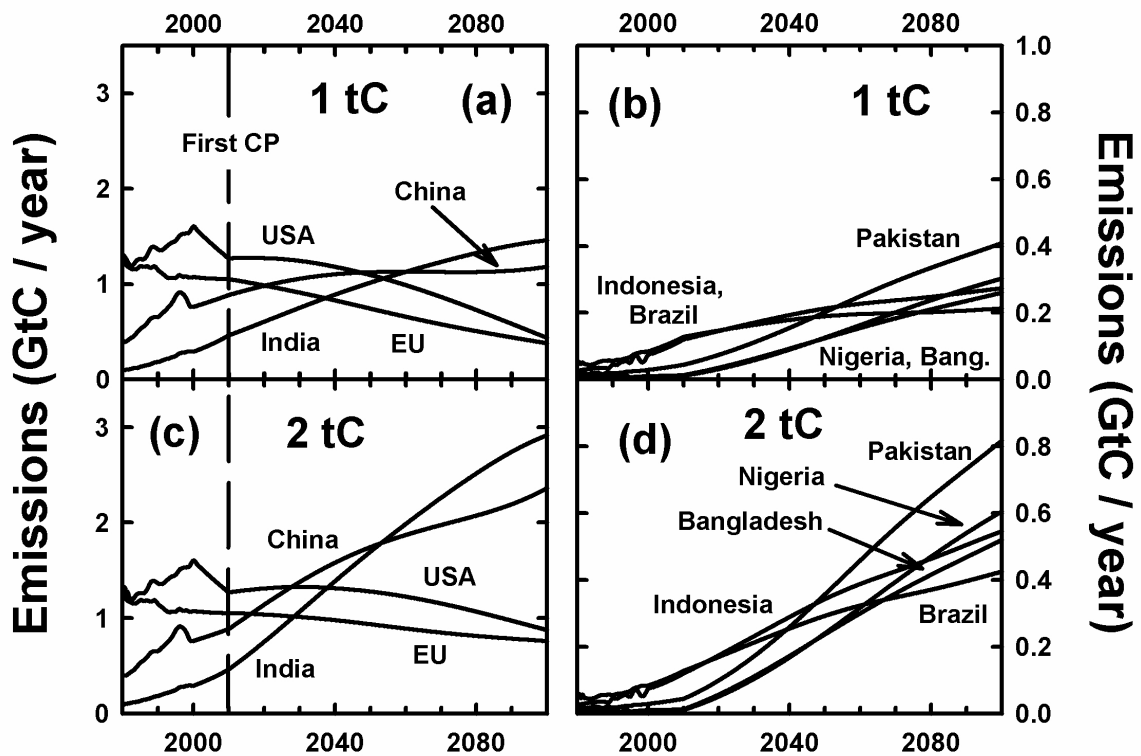 2000 2040 2080 2000 2040 2080
Emissions (GtC / year)
3
2
1
0
1 tC (a)
First CP
China
USA
India
EU
(b) 1 tC
Pakistan
Indonesia,
Brazil
Nigeria, Bang.
1.0
0.8
0.6
0.4
0.2
0.0
Emissions (GtC / year)
3
2
1
0
(c) 2 tC
China
USA
EU
India
(d) 2 tC
Pakistan
Nigeria
Bangladesh
Indonesia
Brazil
0.8
0.6
0.4
0.2
0.0
2000 2040 2080 2000 2040 2080